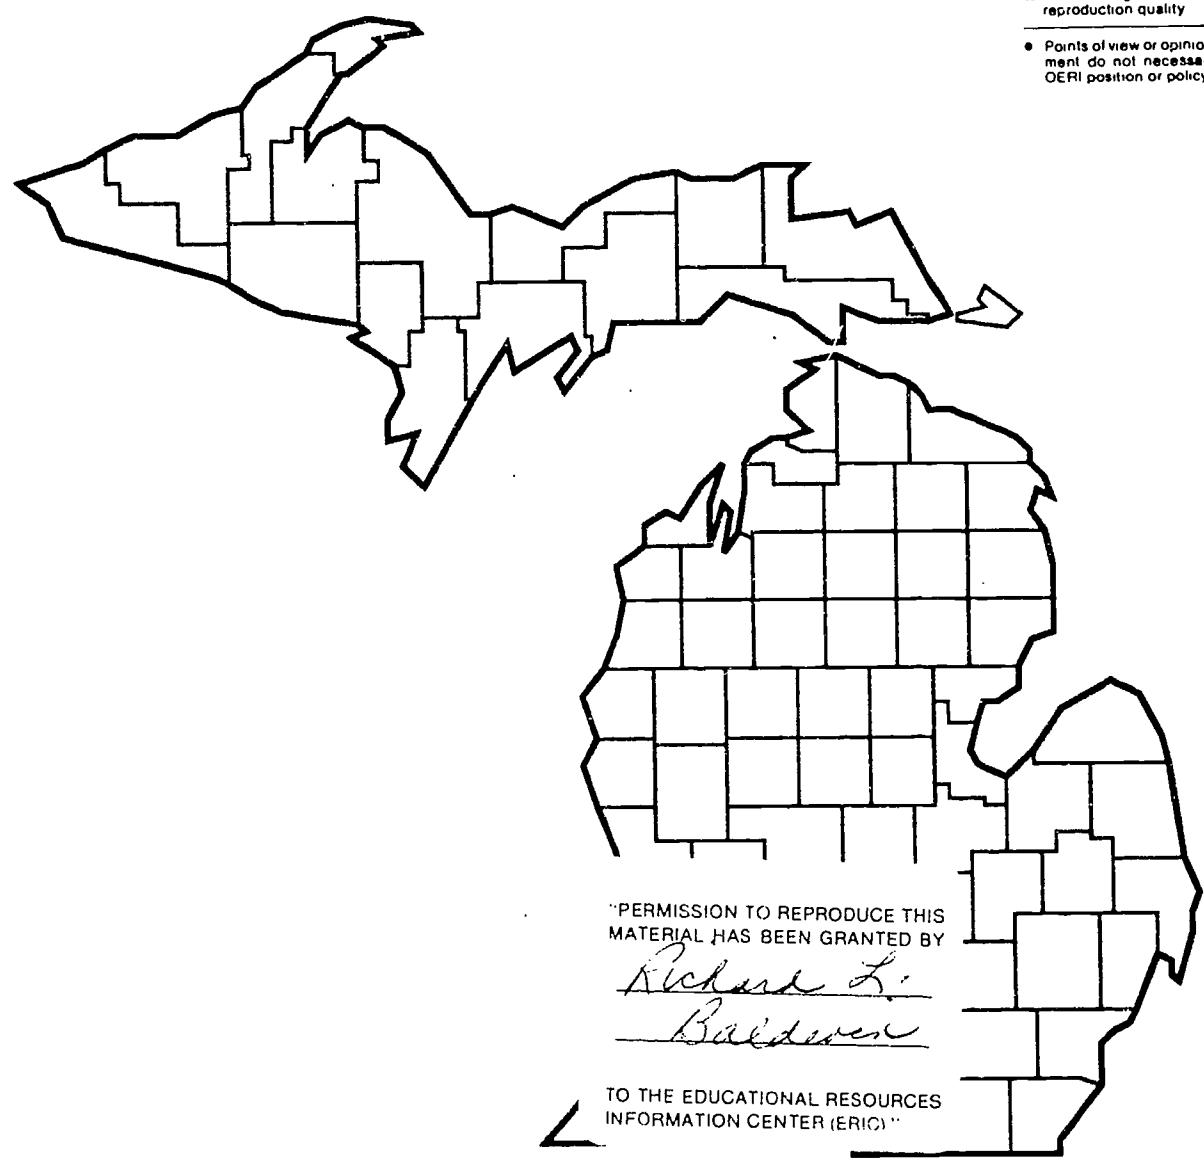 reproduction quality
● Points of view or opinio
ment do not necessa
OERI position or policy
"PERMISSION TO REPRODUCE THIS
MATERIAL HAS BEEN GRANTED BY
Richard L.
Baldwin
TO THE EDUCATIONAL RESOURCES
INFORMATION CENTER (ERIC)."